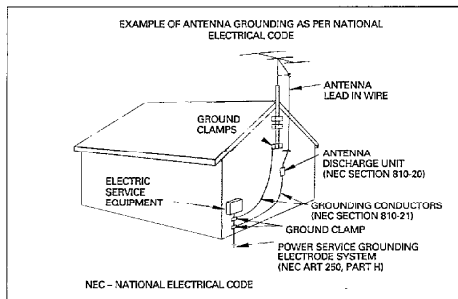 EXAMPLE OF ANTENNA GROUNDING AS PER NATIONAL
ELECTRICAL CODE
ANTENNA
LEAD IN WIRE
GROUND
CLAMPS
ANTENNA
DISCHARGE UNIT
(NEC SECTION 810-20)
ELECTRIC
SERVICE
EQUIPMENT
GROUNDING CONDUCTORS
(NEC SECTION 810-21)
GROUND CLAMP
POWER SERVICE GROUNDING
ELECTRODE SYSTEM
(NEC ART 250, PART H)
NEC – NATIONAL ELECTRICAL CODE